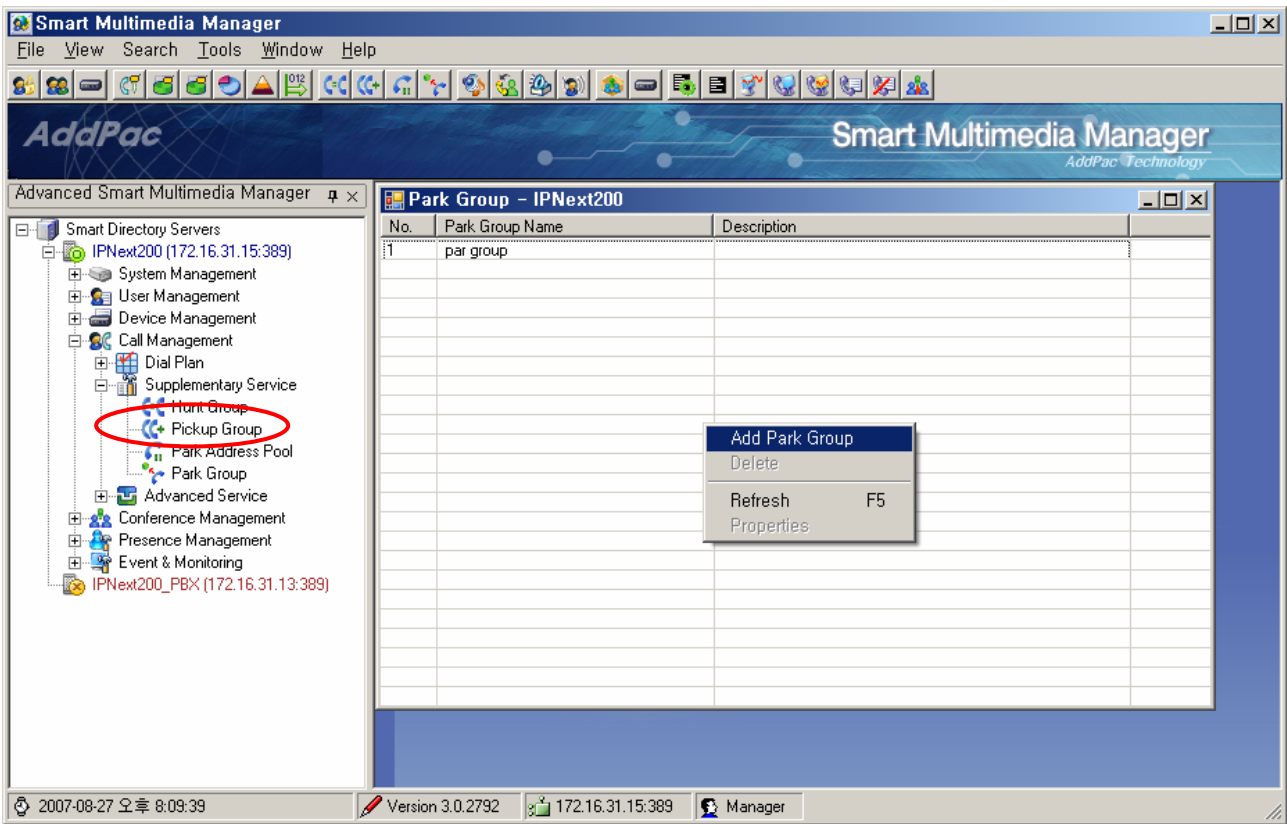 Smart Multimedia Manager
File View Search Tools Window Help
012
AddPac
Smart Multimedia Manager
AddPac Technology
Advanced Smart Multimedia Manager
Smart Directory Servers
IPNext200 (172.16.31.15:389)
System Management
User Management
Device Management
Call Management
Dial Plan
Supplementary Service
Hunt Group
Pickup Group
Park Address Pool
Park Group
Advanced Service
Conference Management
Presence Management
Event & Monitoring
IPNext200_PBX (172.16.31.13:389)
Park Group - IPNext200
No. Park Group Name Description
1 par group
Add Park Group
Delete
Refresh F5
Properties
2007-08-27 오후 8:09:39 Version 3.0.2792 172.16.31.15:389 Manager